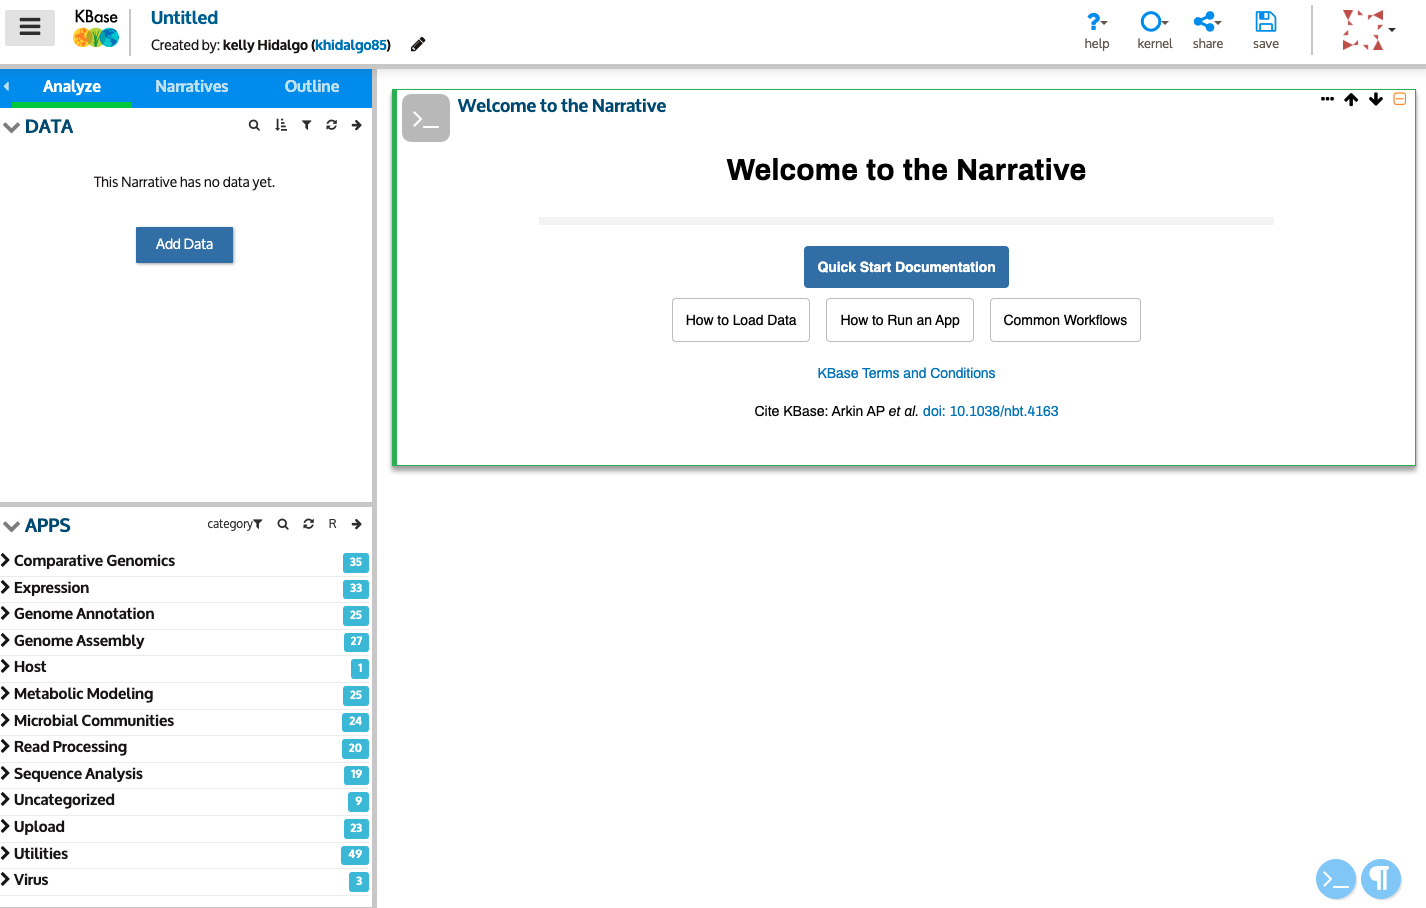 KBase
Untitled
Created by: kelly Hidalgo (khidalgo85)
help
kernel
share
save
Analyze
Narratives
Outline
DATA
This Narrative has no data yet.
Add Data
APPS
category
R
Comparative Genomics 35
Expression 33
Genome Annotation 25
Genome Assembly 27
Host 1
Metabolic Modeling 25
Microbial Communities 24
Read Processing 20
Sequence Analysis 19
Uncategorized 9
Upload 23
Utilities 49
Virus 3
Welcome to the Narrative
Welcome to the Narrative
Quick Start Documentation
How to Load Data
How to Run an App
Common Workflows
KBase Terms and Conditions
Cite KBase: Arkin AP et al. doi: 10.1038/nbt.4163